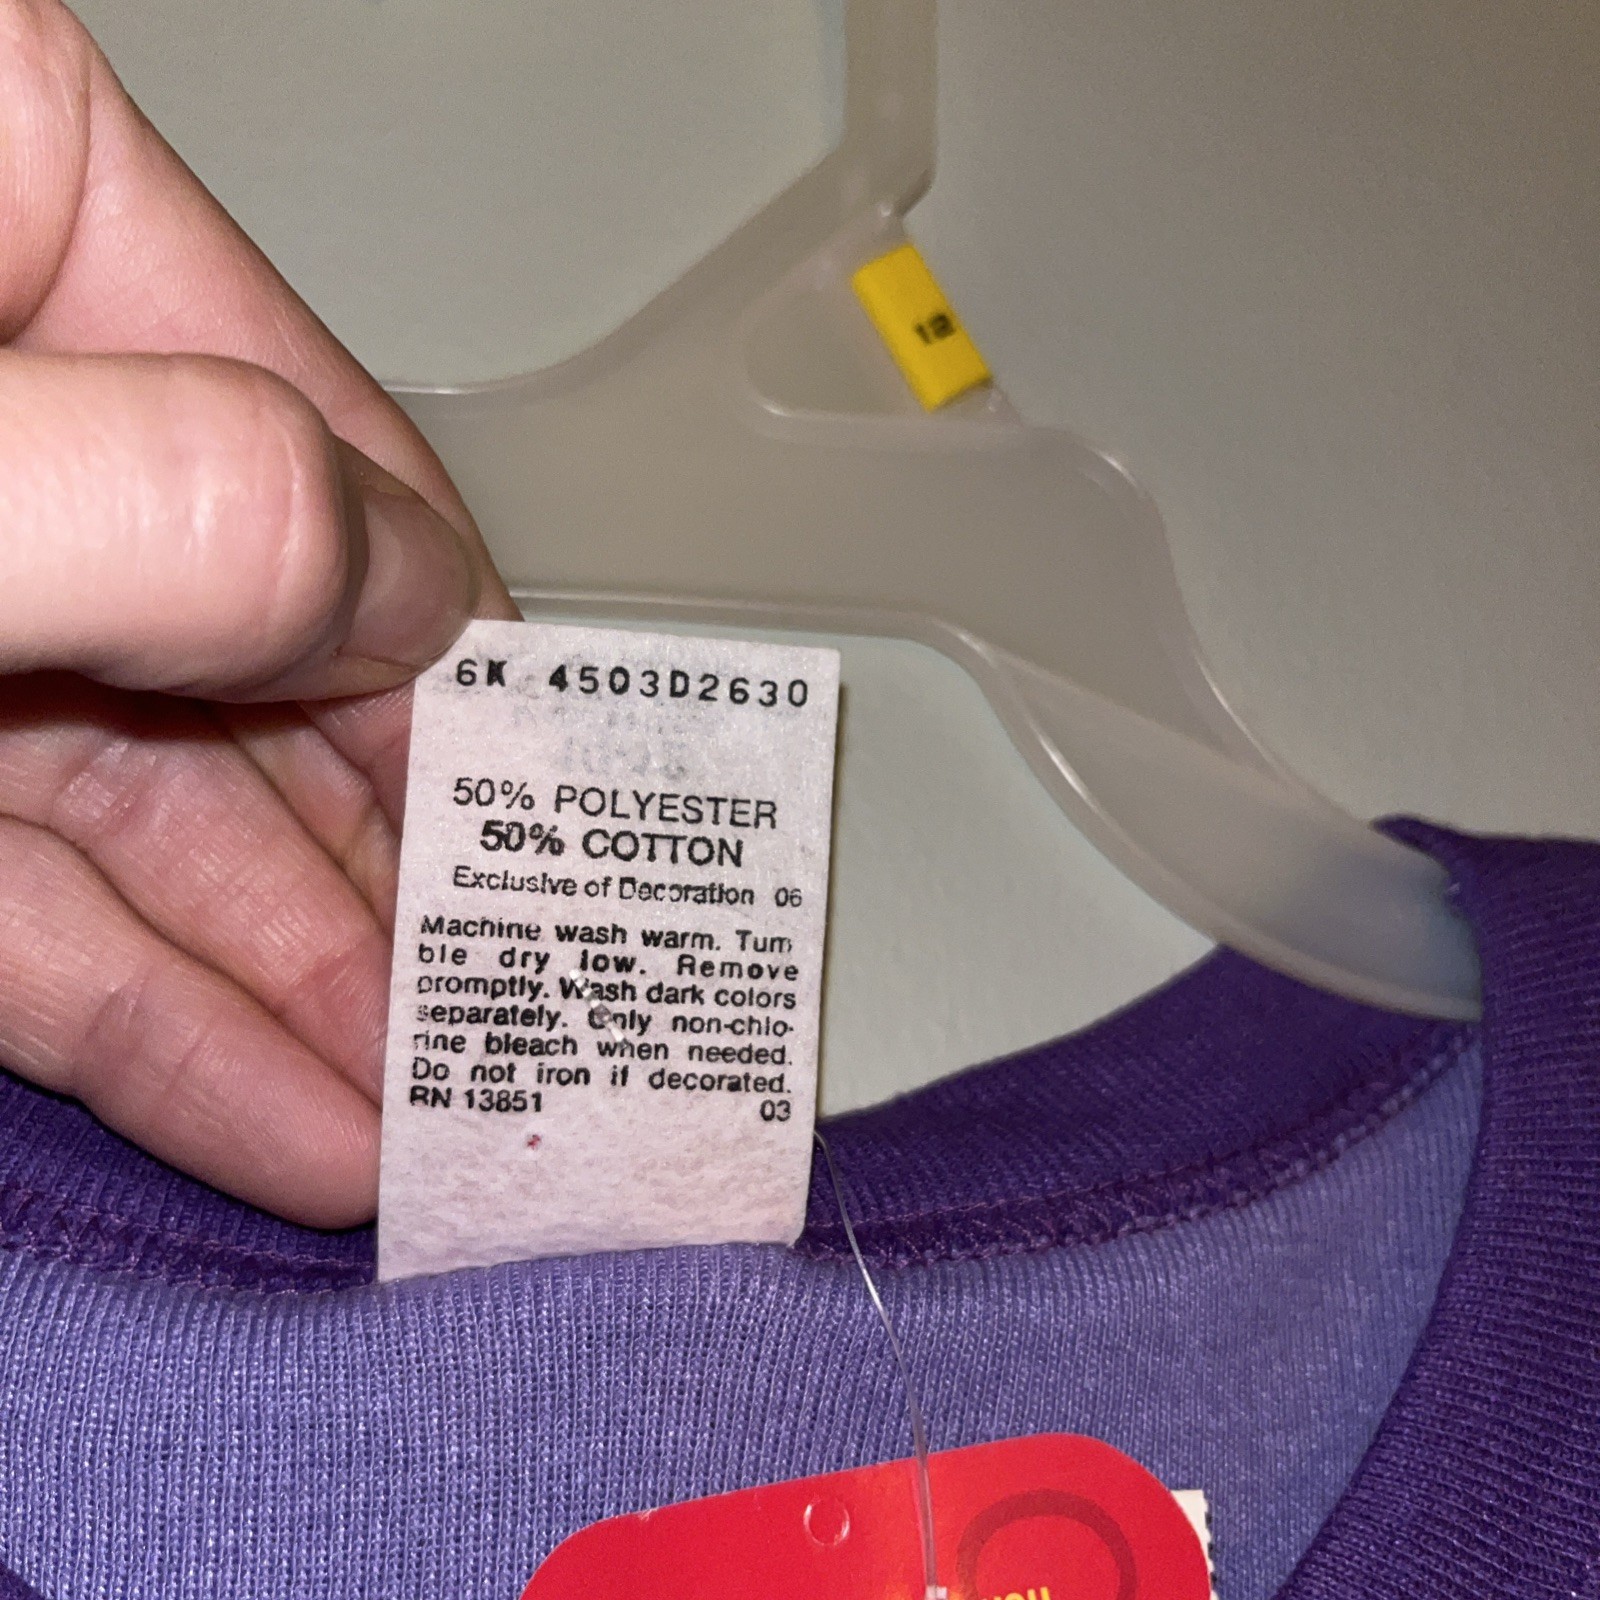 12
6K 4503D2630
50% POLYESTER
50% COTTON
Exclusive of Decoration 06
Machine wash warm. Tum
ble dry low. Remove
promptly. Wash dark colors
separately. Only non-chlo-
rine bleach when needed.
Do not iron if decorated.
RN 13851 03
you